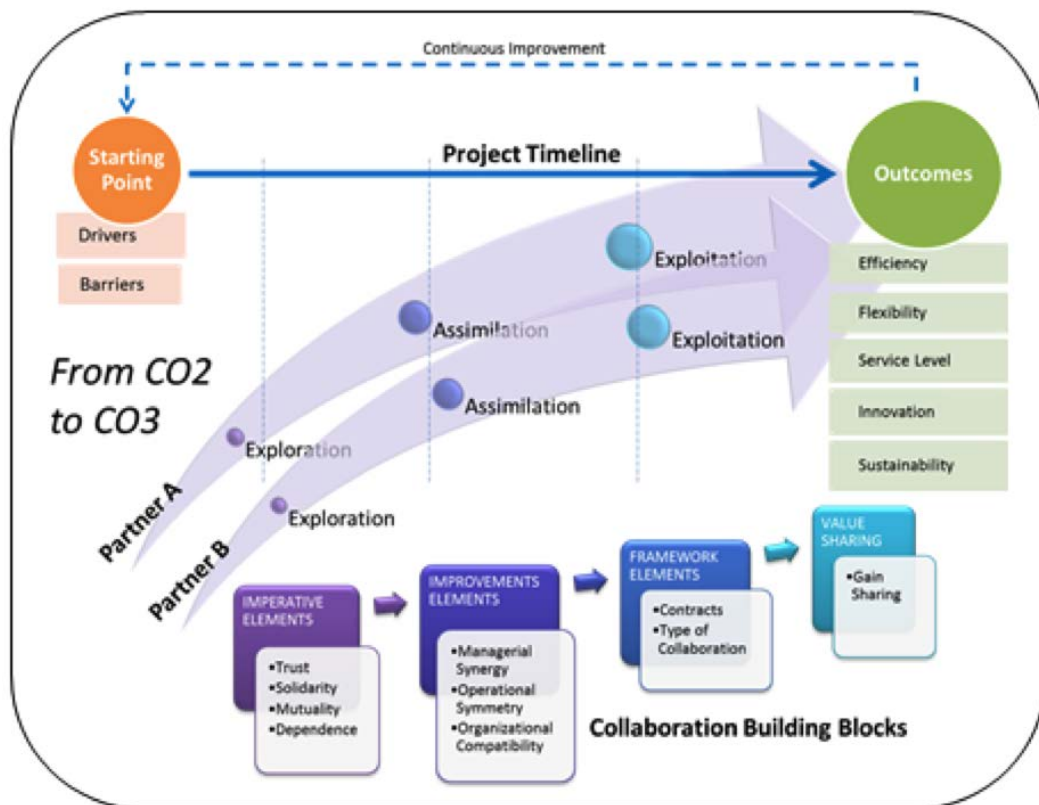 Continuous Improvement
Starting
Point
Project Timeline
Outcomes
Drivers
Barriers
Efficiency
Flexibility
Service Level
Innovation
Sustainability
From CO2
to CO3
Exploitation
Exploitation
Assimilation
Assimilation
Exploration
Exploration
Partner A
Partner B
IMPERATIVE
ELEMENTS
•Trust
•Solidarity
•Mutuality
•Dependence
IMPROVEMENTS
ELEMENTS
•Managerial
Synergy
•Operational
Symmetry
•Organizational
Compatibility
FRAMEWORK
ELEMENTS
•Contracts
•Type of
Collaboration
VALUE
SHARING
•Gain
Sharing
Collaboration Building Blocks